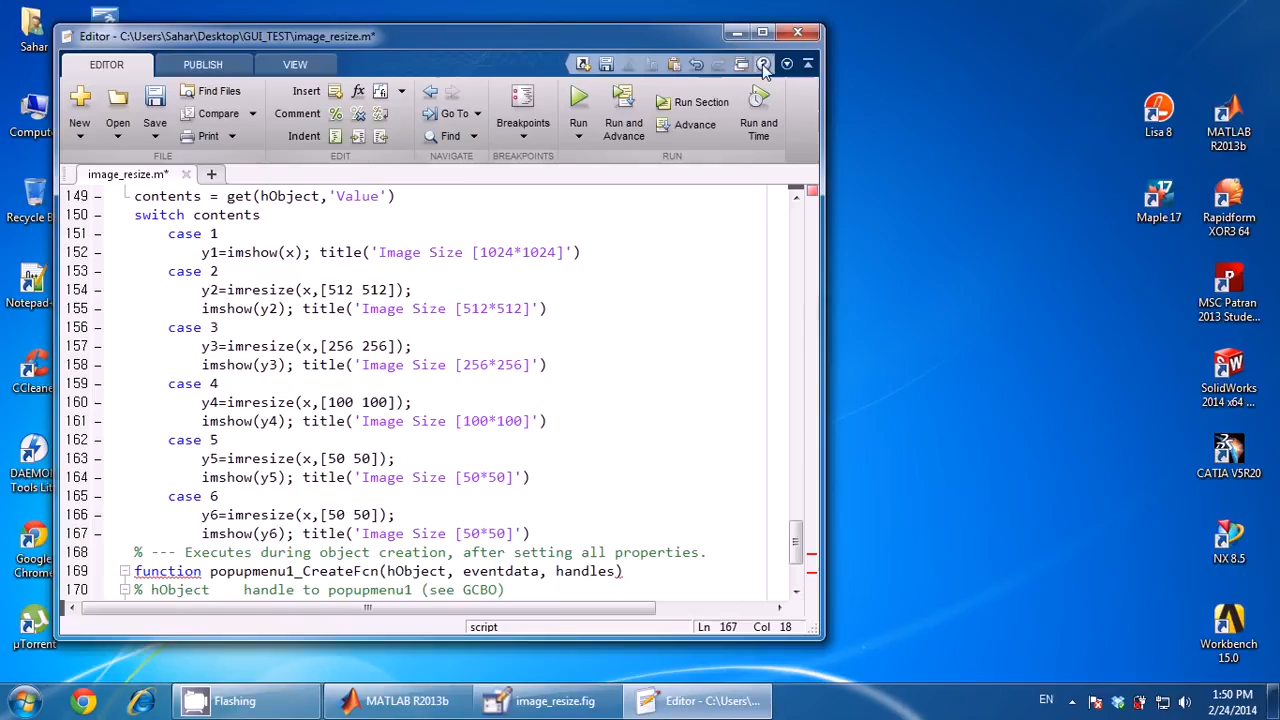 Sahar
Comput
Recycle B
Notepad-
CCleane
DAEMON
Tools Lit
Google
Chrome
µTorrent
Editor - C:\Users\Sahar\Desktop\GUI_TEST\image_resize.m*
EDITOR PUBLISH VIEW
New Open Save Find Files Compare Print
FILE
Insert fx
Comment
Indent
EDIT
Go To
Find
NAVIGATE
Breakpoints
BREAKPOINTS
Run
Run and
Advance
Run Section
Advance
Run and
Time
RUN
image_resize.m*
149 – contents = get(hObject,'Value')
150 – switch contents
151 – case 1
152 – y1=imshow(x); title('Image Size [1024*1024]')
153 – case 2
154 – y2=imresize(x,[512 512]);
155 – imshow(y2); title('Image Size [512*512]')
156 – case 3
157 – y3=imresize(x,[256 256]);
158 – imshow(y3); title('Image Size [256*256]')
159 – case 4
160 – y4=imresize(x,[100 100]);
161 – imshow(y4); title('Image Size [100*100]')
162 – case 5
163 – y5=imresize(x,[50 50]);
164 – imshow(y5); title('Image Size [50*50]')
165 – case 6
166 – y6=imresize(x,[50 50]);
167 – imshow(y6); title('Image Size [50*50]')
168 % --- Executes during object creation, after setting all properties.
169 function popupmenu1_CreateFcn(hObject, eventdata, handles)
170 % hObject handle to popupmenu1 (see GCBO)
script Ln 167 Col 18
Lisa 8
MATLAB
R2013b
Maple 17
Rapidform
XOR3 64
MSC Patran
2013 Stude...
SolidWorks
2014 x64 ...
CATIA V5R20
NX 8.5
Workbench
15.0
Flashing
MATLAB R2013b
image_resize.fig
Editor - C:\Users\...
EN
1:50 PM
2/24/2014